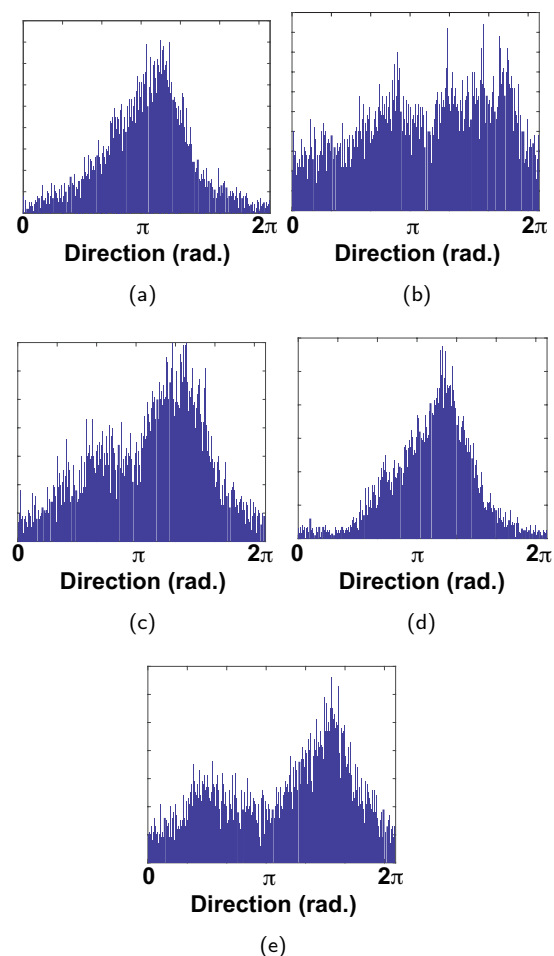 0 π 2π
Direction (rad.)
(a)
0 π 2π
Direction (rad.)
(b)
0 π 2π
Direction (rad.)
(c)
0 π 2π
Direction (rad.)
(d)
0 π 2π
Direction (rad.)
(e)